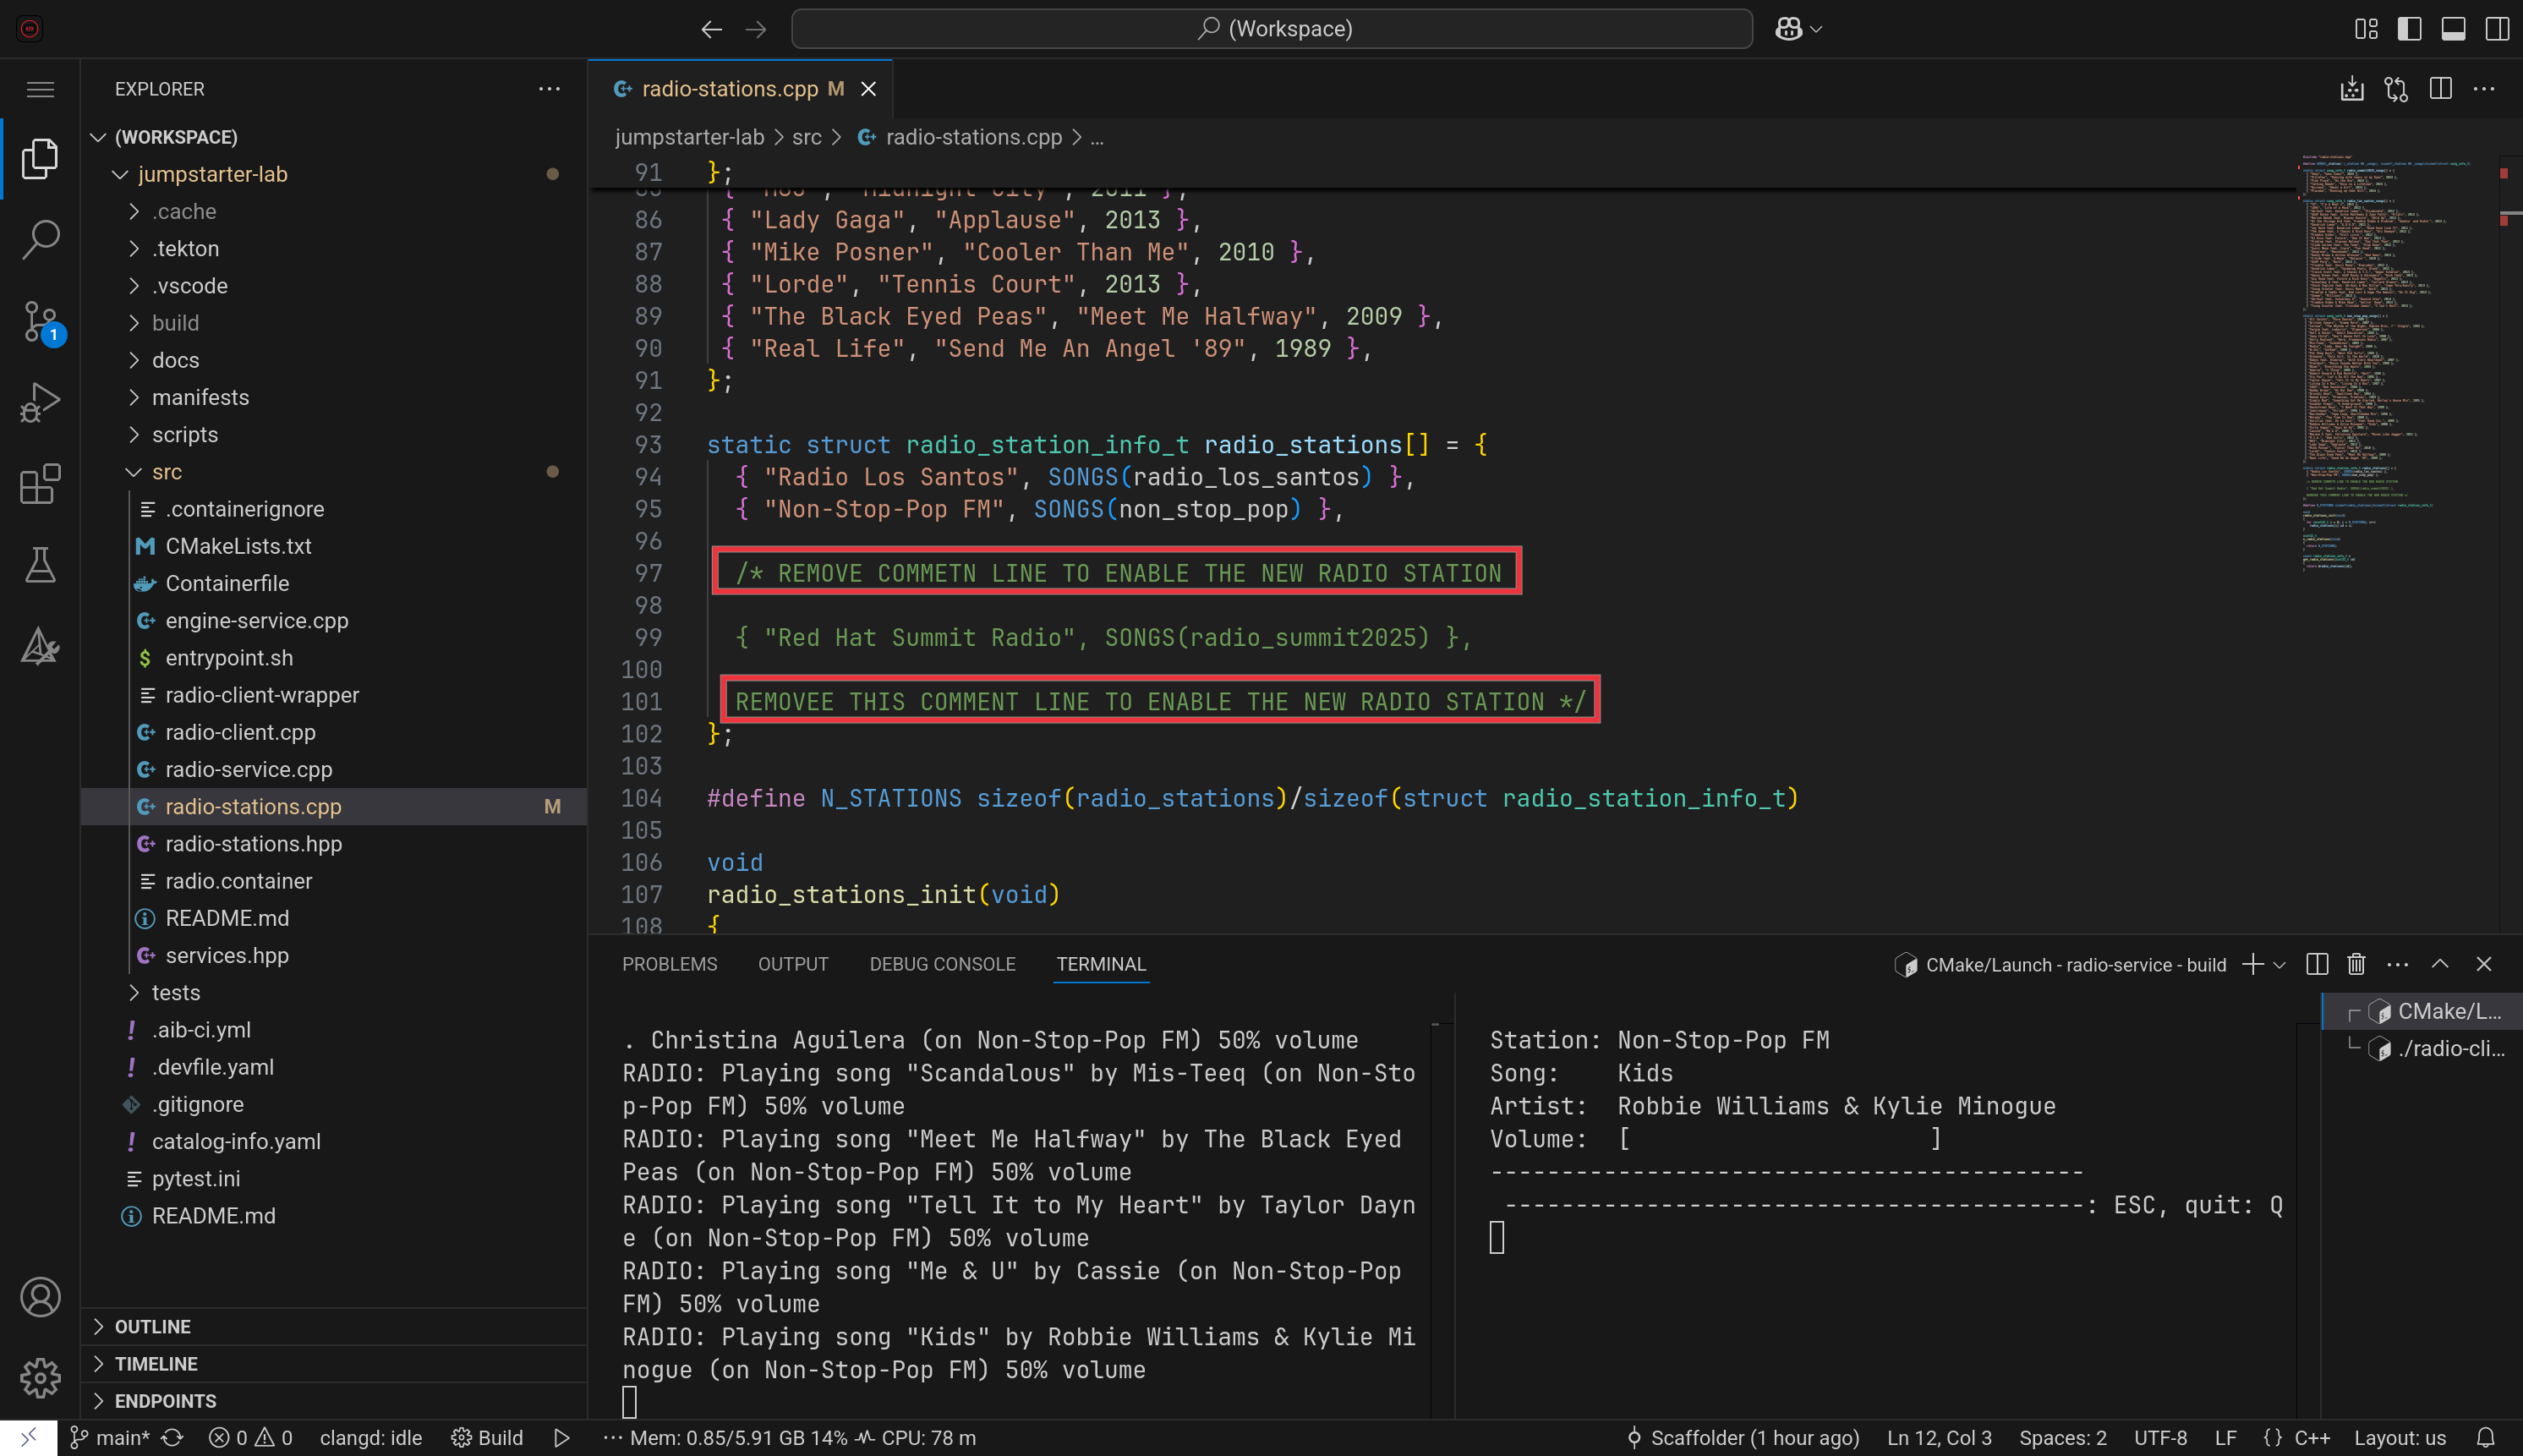 (Workspace)
EXPLORER
(WORKSPACE)
jumpstarter-lab
.cache
.tekton
.vscode
build
docs
manifests
scripts
src
.containerignore
CMakeLists.txt
Containerfile
engine-service.cpp
entrypoint.sh
radio-client-wrapper
radio-client.cpp
radio-service.cpp
radio-stations.cpp M
radio-stations.hpp
radio.container
README.md
services.hpp
tests
.aib-ci.yml
.devfile.yaml
.gitignore
catalog-info.yaml
pytest.ini
README.md
OUTLINE
TIMELINE
ENDPOINTS
1
radio-stations.cpp M
jumpstarter-lab > src > radio-stations.cpp > ...
91 };
86 { "Lady Gaga", "Applause", 2013 },
87 { "Mike Posner", "Cooler Than Me", 2010 },
88 { "Lorde", "Tennis Court", 2013 },
89 { "The Black Eyed Peas", "Meet Me Halfway", 2009 },
90 { "Real Life", "Send Me An Angel '89", 1989 },
91 };
92
93 static struct radio_station_info_t radio_stations[] = {
94 { "Radio Los Santos", SONGS(radio_los_santos) },
95 { "Non-Stop-Pop FM", SONGS(non_stop_pop) },
96
97 /* REMOVE COMMETN LINE TO ENABLE THE NEW RADIO STATION
98
99 { "Red Hat Summit Radio", SONGS(radio_summit2025) },
100
101 REMOVEE THIS COMMENT LINE TO ENABLE THE NEW RADIO STATION */
102 };
103
104 #define N_STATIONS sizeof(radio_stations)/sizeof(struct radio_station_info_t)
105
106 void
107 radio_stations_init(void)
108 {
PROBLEMS OUTPUT DEBUG CONSOLE TERMINAL
CMake/Launch - radio-service - build
. Christina Aguilera (on Non-Stop-Pop FM) 50% volume
RADIO: Playing song "Scandalous" by Mis-Teeq (on Non-Sto
p-Pop FM) 50% volume
RADIO: Playing song "Meet Me Halfway" by The Black Eyed
Peas (on Non-Stop-Pop FM) 50% volume
RADIO: Playing song "Tell It to My Heart" by Taylor Dayn
e (on Non-Stop-Pop FM) 50% volume
RADIO: Playing song "Me & U" by Cassie (on Non-Stop-Pop
FM) 50% volume
RADIO: Playing song "Kids" by Robbie Williams & Kylie Mi
nogue (on Non-Stop-Pop FM) 50% volume
Station: Non-Stop-Pop FM
Song: Kids
Artist: Robbie Williams & Kylie Minogue
Volume: [ ]
------------------------------------------
-----------------------------------------: ESC, quit: Q
CMake/L...
./radio-cli...
main* 0 0 clangd: idle Build ··· Mem: 0.85/5.91 GB 14% CPU: 78 m
Scaffolder (1 hour ago) Ln 12, Col 3 Spaces: 2 UTF-8 LF {} C++ Layout: us